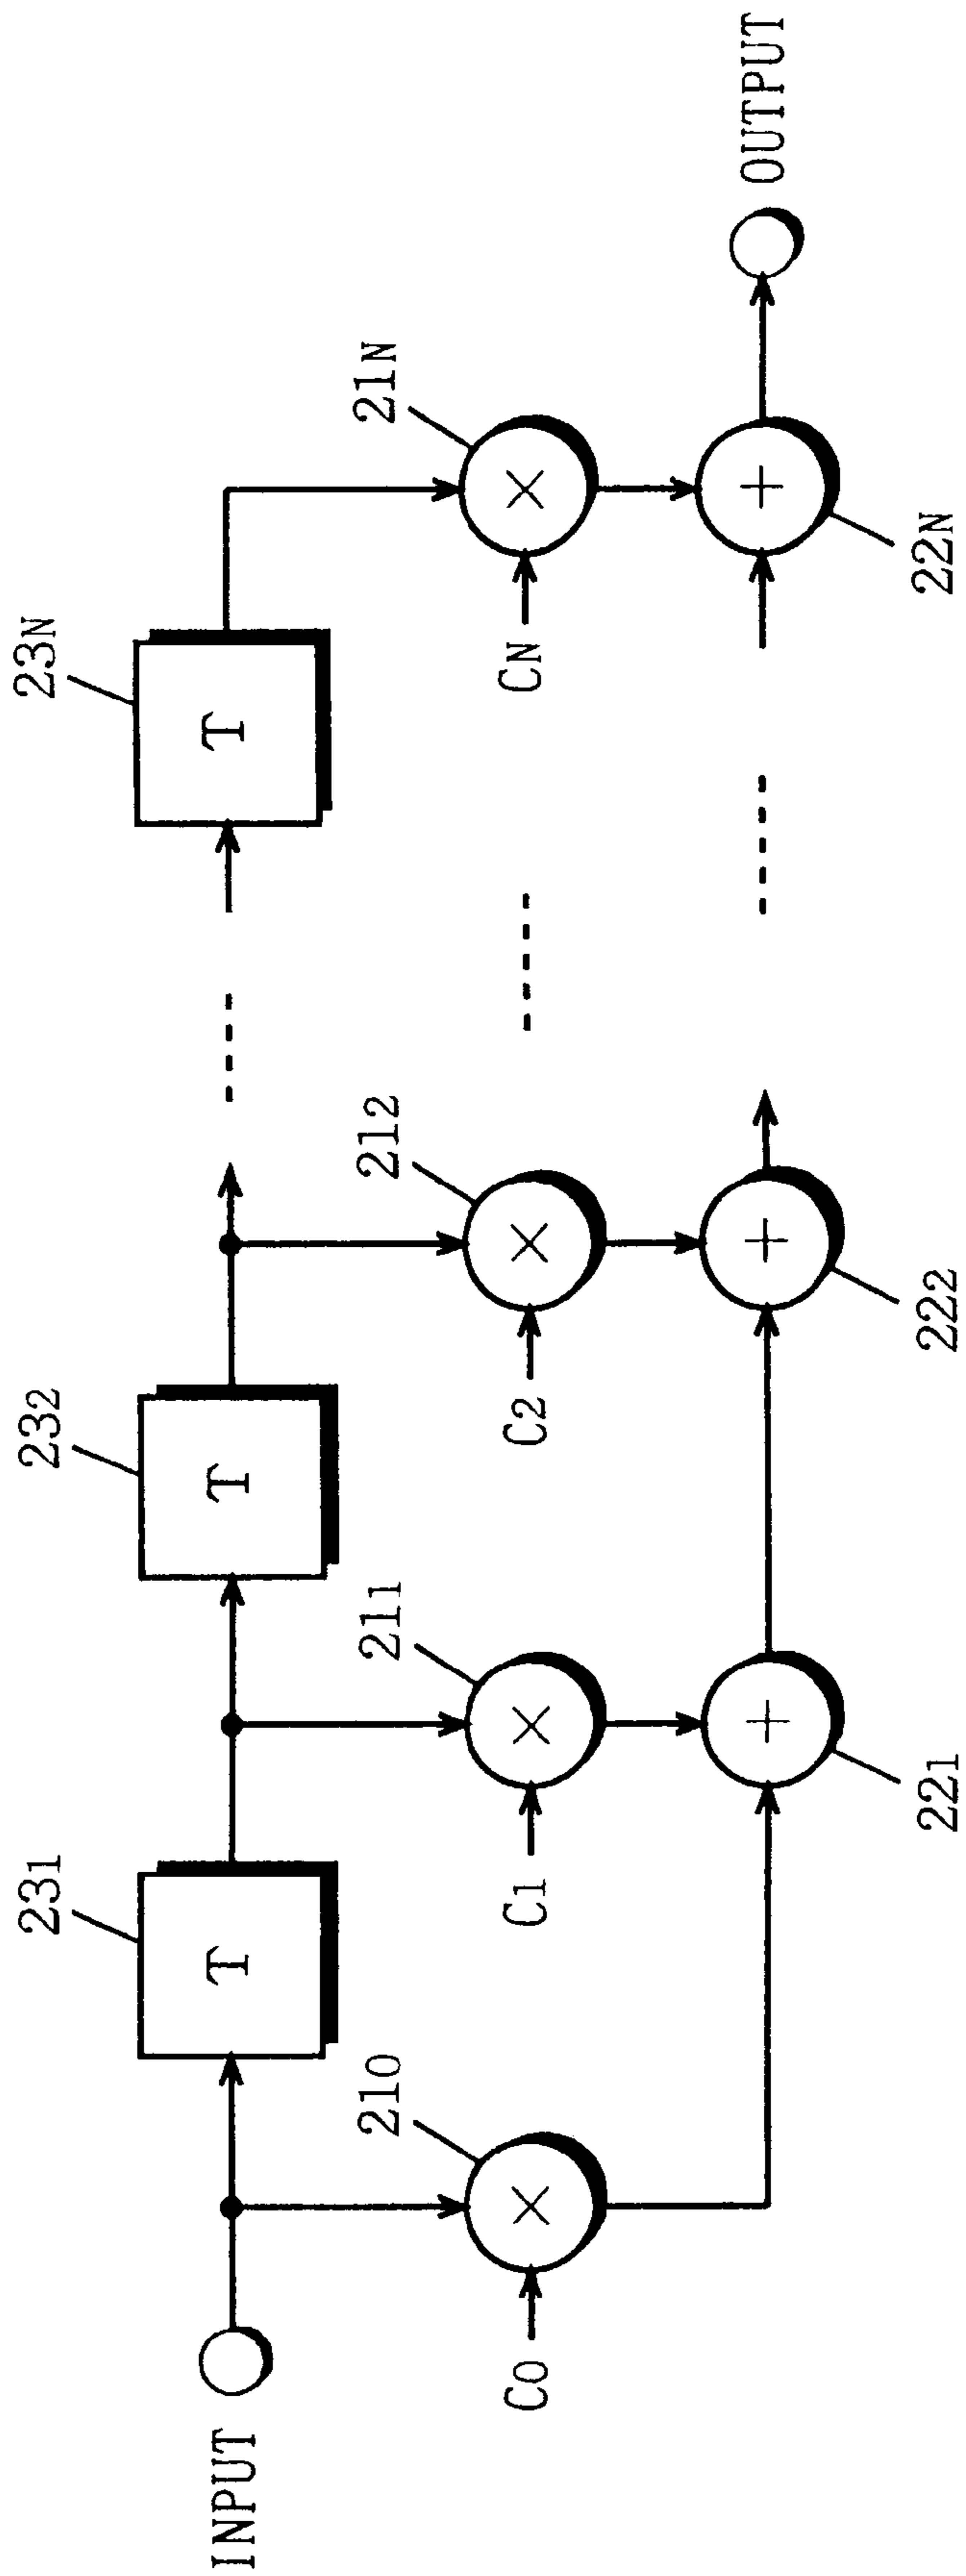 231
232
23N
T
T
T
INPUT
210
211
212
21N
×
×
×
×
C0
C1
C2
CN
+
+
+
OUTPUT
221
222
22N